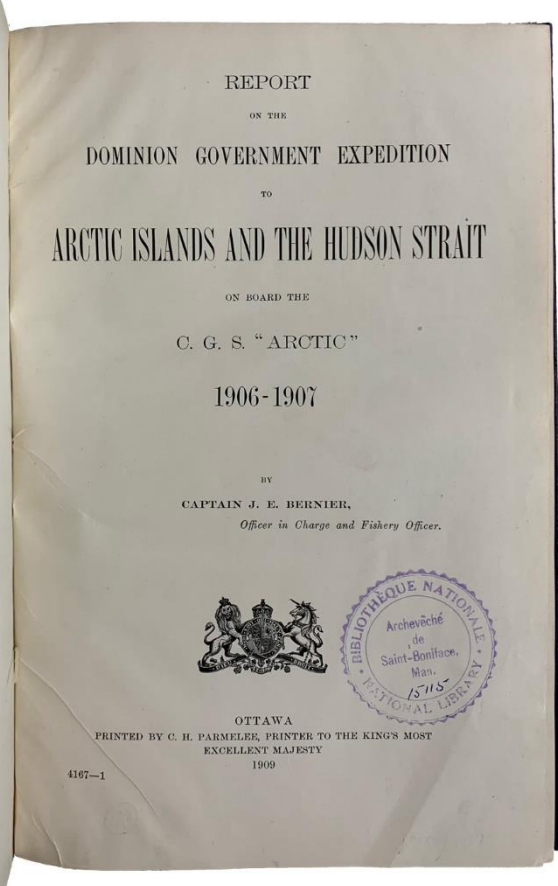 REPORT
ON THE
DOMINION GOVERNMENT EXPEDITION
TO
ARCTIC ISLANDS AND THE HUDSON STRAIT
ON BOARD THE
C. G. S. "ARCTIC"
1906-1907
BY
CAPTAIN J. E. BERNIER,
Officer in Charge and Fishery Officer.
BIBLIOTHÈQUE NATIONALE
Archevêché
de
Saint-Boniface,
Man.
15115
NATIONAL LIBRARY
OTTAWA
PRINTED BY C. H. PARMELEE, PRINTER TO THE KING'S MOST
EXCELLENT MAJESTY
1909
4167—1